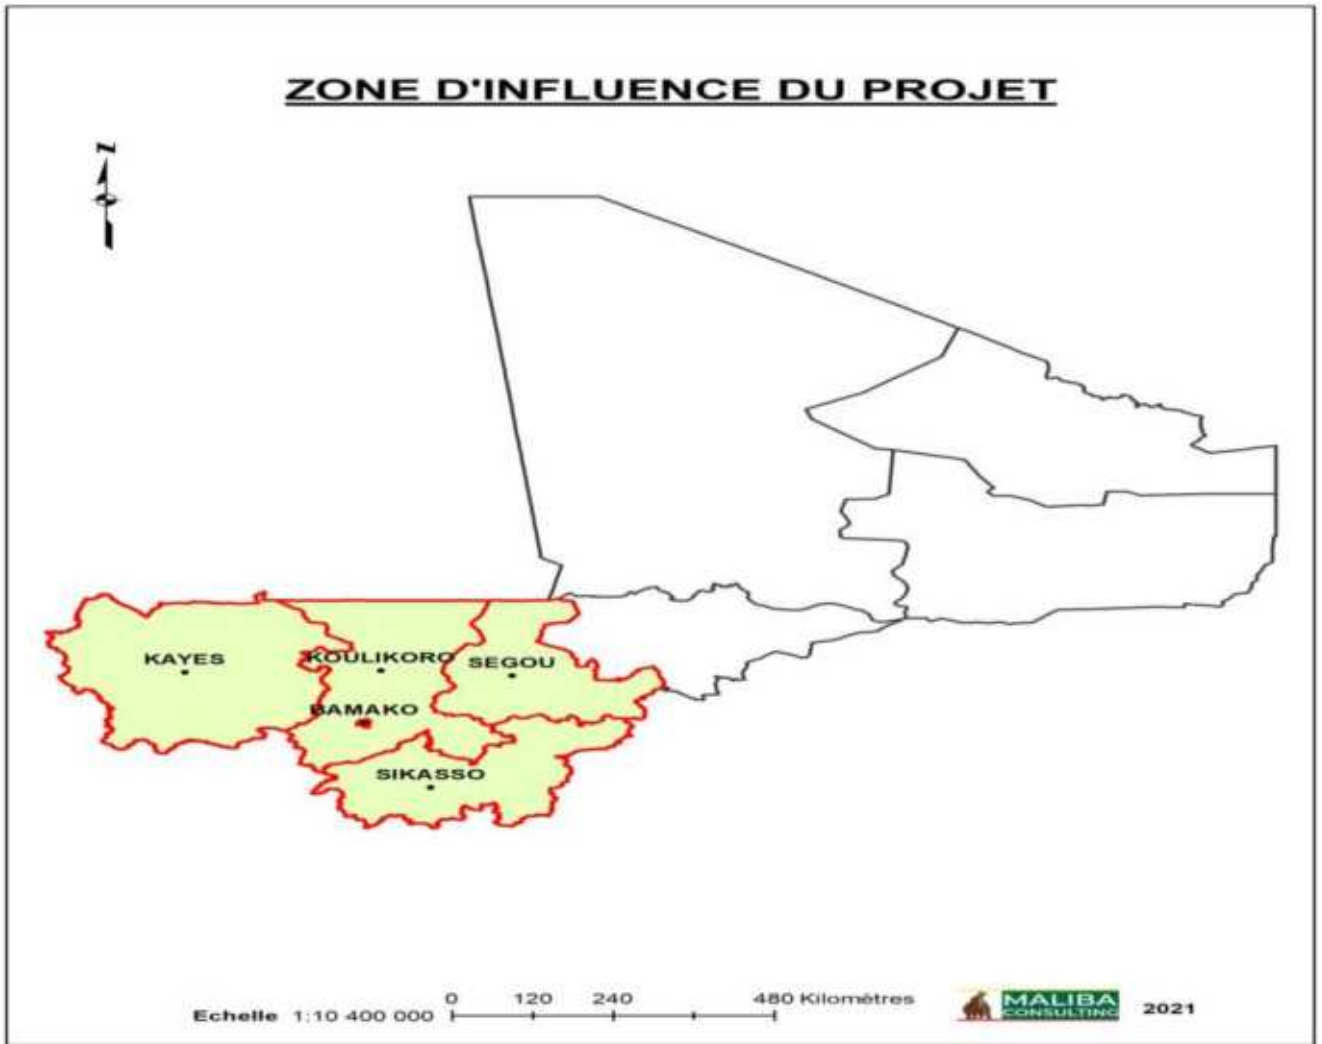 ZONE D'INFLUENCE DU PROJET
N
KAYES
KOULIKORO
SEGOU
BAMAKO
SIKASSO
0 120 240 480 Kilomètres
Echelle 1:10 400 000
MALIBA
CONSULTING
2021